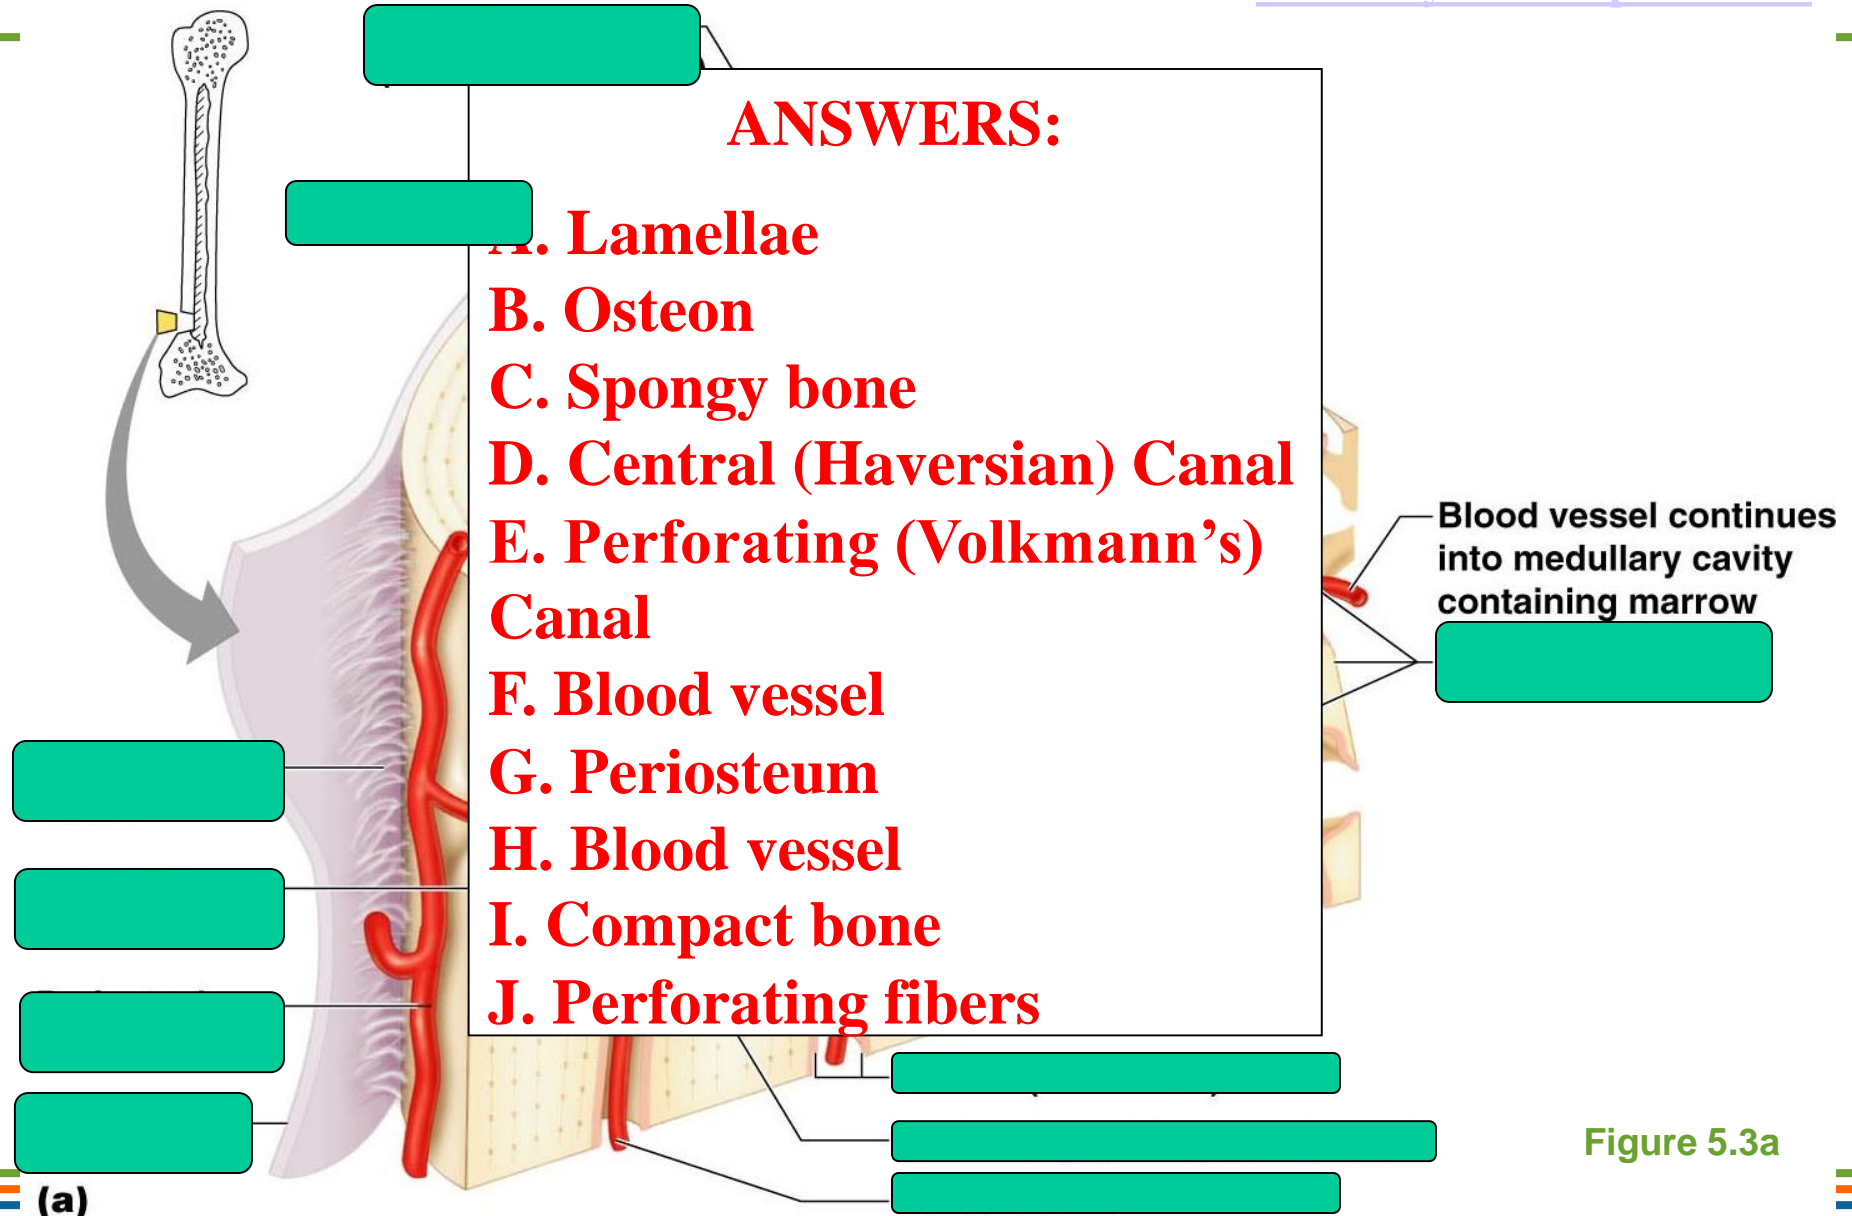 ANSWERS:
A. Lamellae
B. Osteon
C. Spongy bone
D. Central (Haversian) Canal
E. Perforating (Volkmann’s)
Canal
F. Blood vessel
G. Periosteum
H. Blood vessel
I. Compact bone
J. Perforating fibers
Blood vessel continues
into medullary cavity
containing marrow
Figure 5.3a
(a)